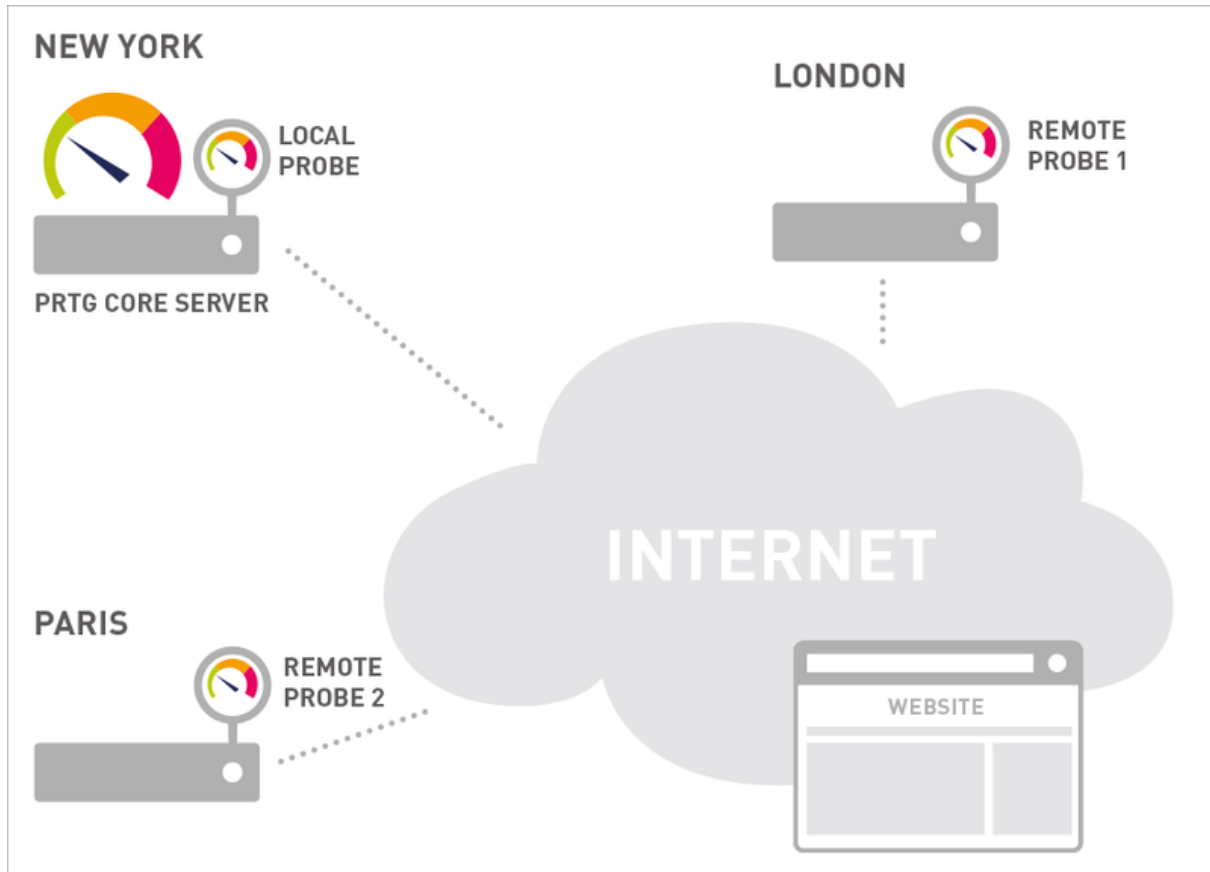 NEW YORK
LOCAL
PROBE
PRTG CORE SERVER
LONDON
REMOTE
PROBE 1
INTERNET
PARIS
REMOTE
PROBE 2
WEBSITE